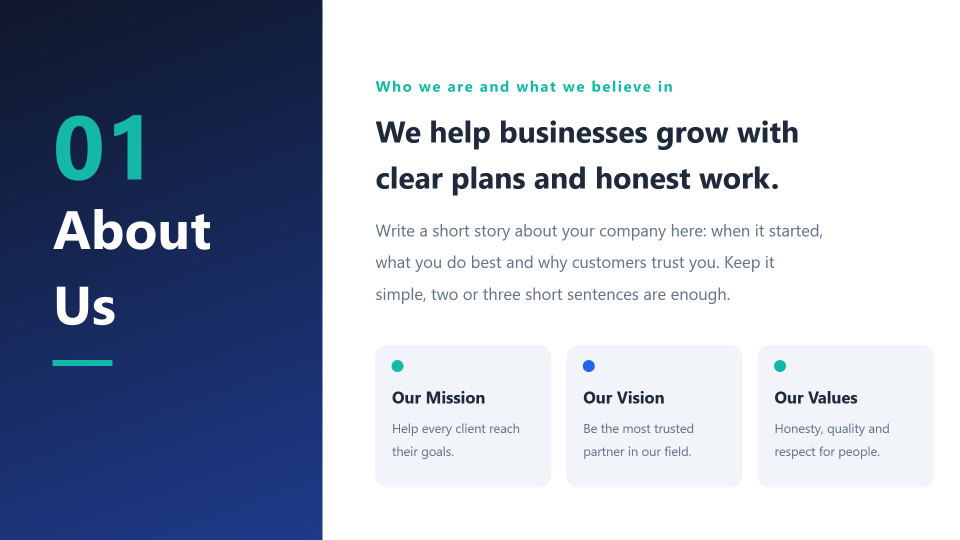 01
About
Us
Who we are and what we believe in
We help businesses grow with
clear plans and honest work.
Write a short story about your company here: when it started,
what you do best and why customers trust you. Keep it
simple, two or three short sentences are enough.
Our Mission
Help every client reach
their goals.
Our Vision
Be the most trusted
partner in our field.
Our Values
Honesty, quality and
respect for people.